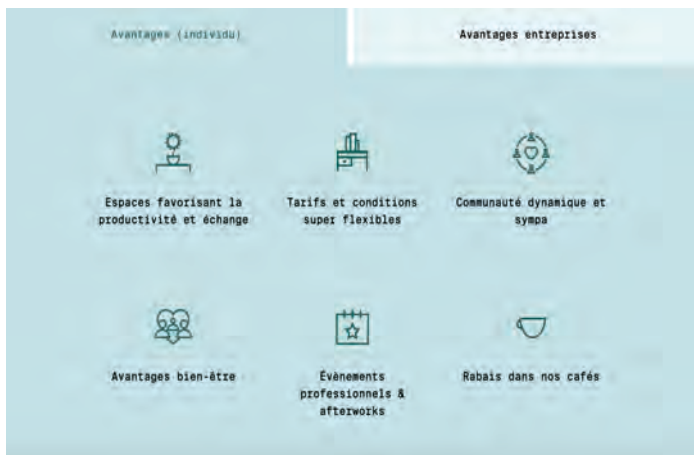 Avantages (individu)
Avantages entreprises
Espaces favorisant la
productivité et échange
Tarifs et conditions
super flexibles
Communauté dynamique et
sympa
Avantages bien-être
Évènements
professionnels &
afterworks
Rabais dans nos cafés